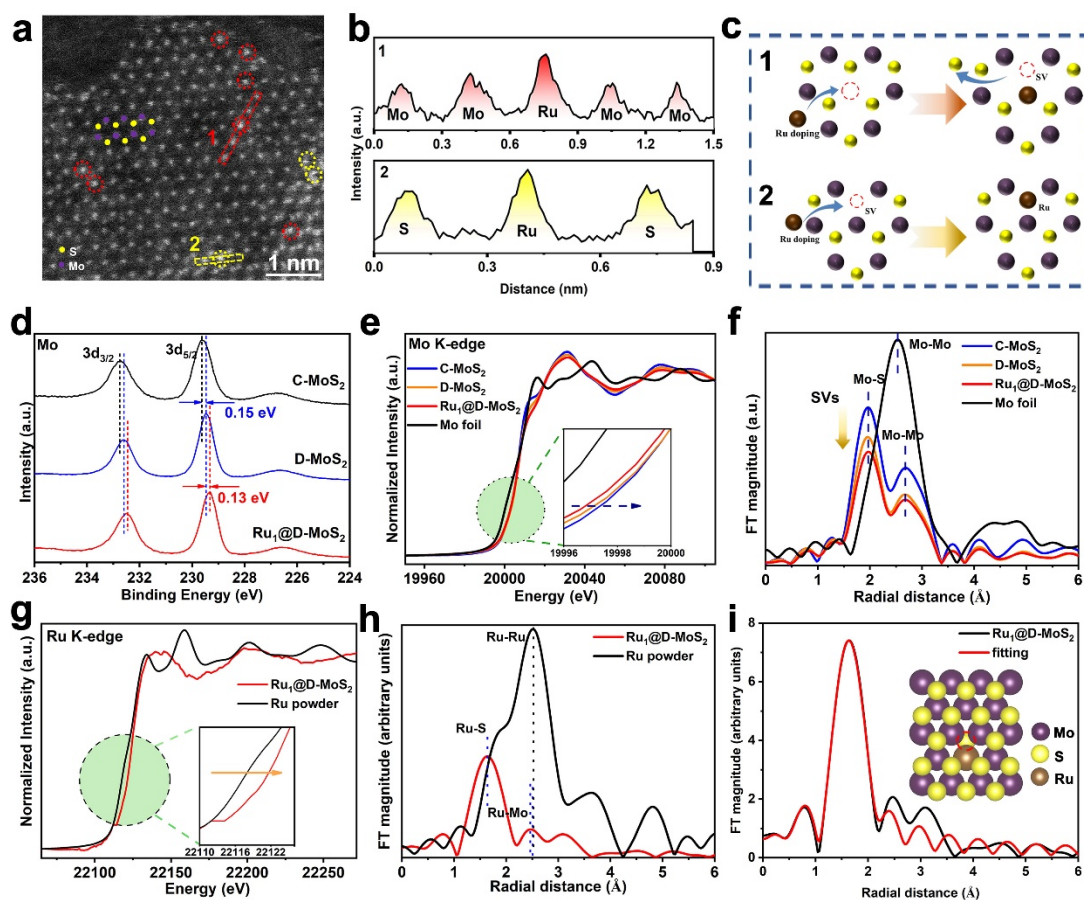 a
1
2
S
Mo
1 nm
b
1
Mo
Mo
Ru
Mo
Mo
0.0 0.3 0.6 0.9 1.2 1.5
2
S
Ru
S
0.0 0.3 0.6 0.9
Intensity (a.u.)
Distance (nm)
c
1
Ru doping
SV
2
SV
Ru doping
Ru
d
Mo
3d3/2
3d5/2
C-MoS2
0.15 eV
D-MoS2
0.13 eV
Ru1@D-MoS2
236 234 232 230 228 226 224
Binding Energy (eV)
Intensity (a.u.)
e
Mo K-edge
C-MoS2
D-MoS2
Ru1@D-MoS2
Mo foil
19996 19998 20000
19960 20000 20040 20080
Energy (eV)
Normalized Intensity (a.u.)
f
Mo-Mo
C-MoS2
D-MoS2
Ru1@D-MoS2
Mo foil
Mo-S
SVs
Mo-Mo
0 1 2 3 4 5 6
Radial distance (Å)
FT magnitude (a.u.)
g
Ru K-edge
Ru1@D-MoS2
Ru powder
22110 22116 22122
22100 22150 22200 22250
Energy (eV)
Normalized Intensity (a.u.)
h
Ru-Ru
Ru1@D-MoS2
Ru powder
Ru-S
Ru-Mo
0 1 2 3 4 5 6
Radial distance (Å)
FT magnitude (arbitrary units)
i
Ru1@D-MoS2
fitting
Mo
S
Ru
8
6
4
2
0
0 1 2 3 4 5 6
Radial distance (Å)
FT magnitude (arbitrary units)